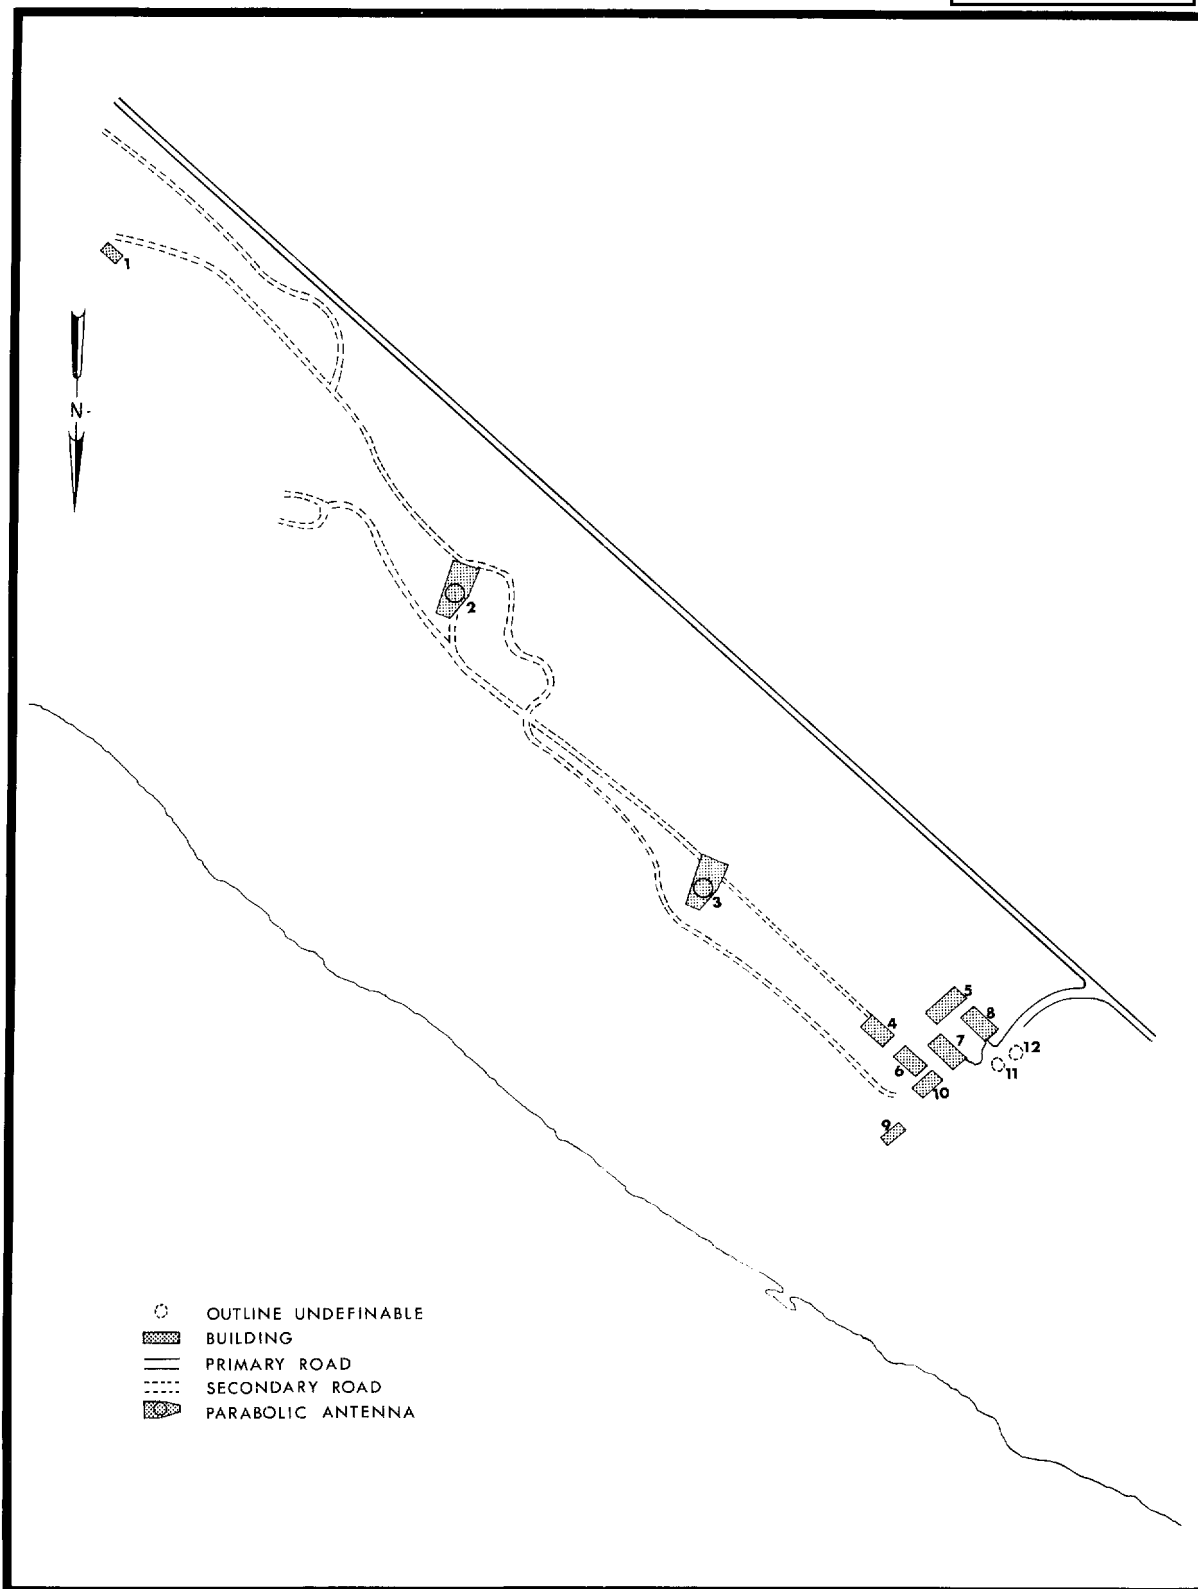 1
N
2
3
5
8
4
7
12
6
11
10
9
OUTLINE UNDEFINABLE
BUILDING
PRIMARY ROAD
SECONDARY ROAD
PARABOLIC ANTENNA